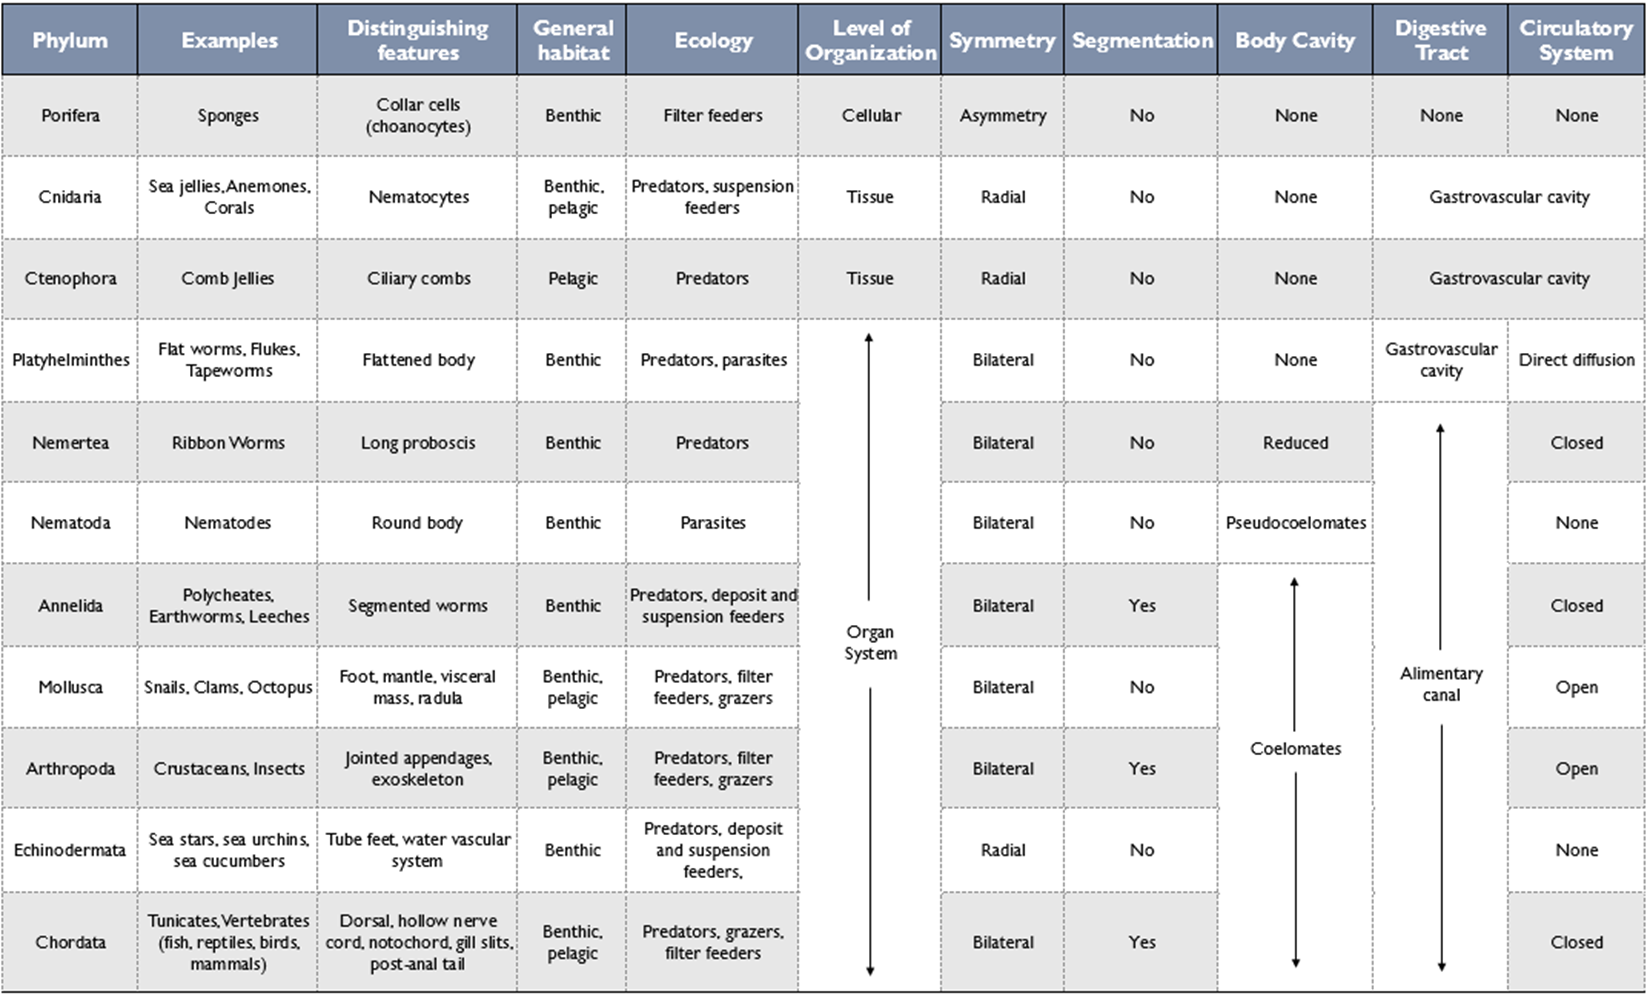 Phylum
Examples
Distinguishing
features
General
habitat
Ecology
Level of
Organization
Symmetry
Segmentation
Body Cavity
Digestive
Tract
Circulatory
System
Porifera
Sponges
Collar cells
(choanocytes)
Benthic
Filter feeders
Cellular
Asymmetry
No
None
None
None
Cnidaria
Sea jellies, Anemones,
Corals
Nematocytes
Benthic,
pelagic
Predators, suspension
feeders
Tissue
Radial
No
None
Gastrovascular cavity
Ctenophora
Comb Jellies
Ciliary combs
Pelagic
Predators
Tissue
Radial
No
None
Gastrovascular cavity
Platyhelminthes
Flat worms, Flukes,
Tapeworms
Flattened body
Benthic
Predators, parasites
Bilateral
No
None
Gastrovascular
cavity
Direct diffusion
Nemertea
Ribbon Worms
Long proboscis
Benthic
Predators
Bilateral
No
Reduced
Closed
Nematoda
Nematodes
Round body
Benthic
Parasites
Bilateral
No
Pseudocoelomates
None
Annelida
Polycheates,
Earthworms, Leeches
Segmented worms
Benthic
Predators, deposit and
suspension feeders
Organ
System
Bilateral
Yes
Closed
Mollusca
Snails, Clams, Octopus
Foot, mantle, visceral
mass, radula
Benthic,
pelagic
Predators, filter
feeders, grazers
Bilateral
No
Alimentary
canal
Open
Arthropoda
Crustaceans, Insects
Jointed appendages,
exoskeleton
Benthic,
pelagic
Predators, filter
feeders, grazers
Bilateral
Yes
Coelomates
Open
Echinodermata
Sea stars, sea urchins,
sea cucumbers
Tube feet, water vascular
system
Benthic
Predators, deposit
and suspension
feeders,
Radial
No
None
Chordata
Tunicates, Vertebrates
(fish, reptiles, birds,
mammals)
Dorsal, hollow nerve
cord, notochord, gill slits,
post-anal tail
Benthic,
pelagic
Predators, grazers,
filter feeders
Bilateral
Yes
Closed